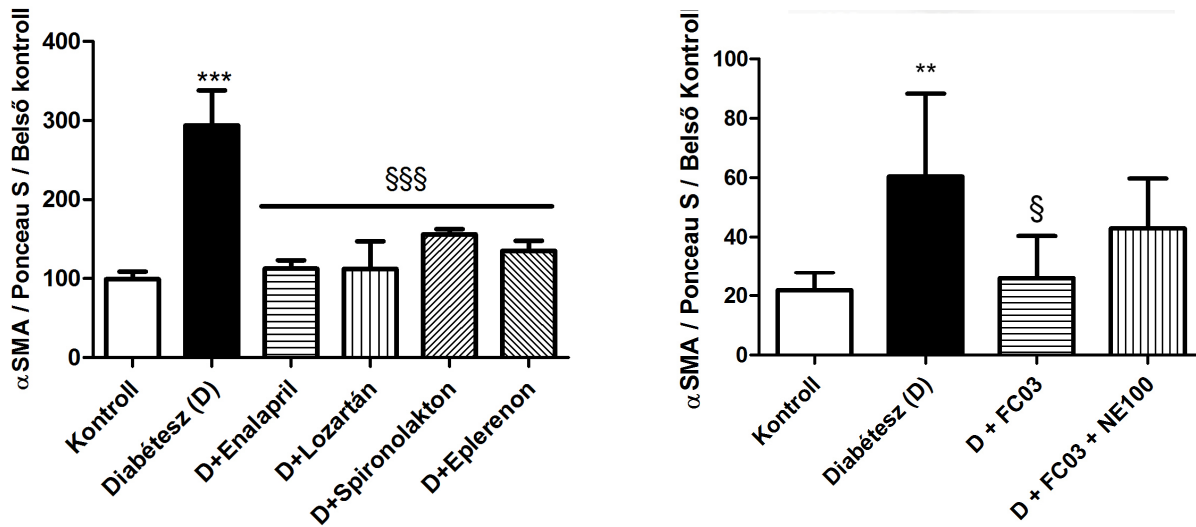 αSMA / Ponceau S / Belső kontroll
400
300
200
100
0
***
§§§
Kontroll
Diabétesz (D)
D+Enalapril
D+Lozartán
D+Spironolakton
D+Eplerenon
αSMA / Ponceau S / Belső Kontroll
100
80
60
40
20
0
**
§
Kontroll
Diabétesz (D)
D + FC03
D + FC03 + NE100